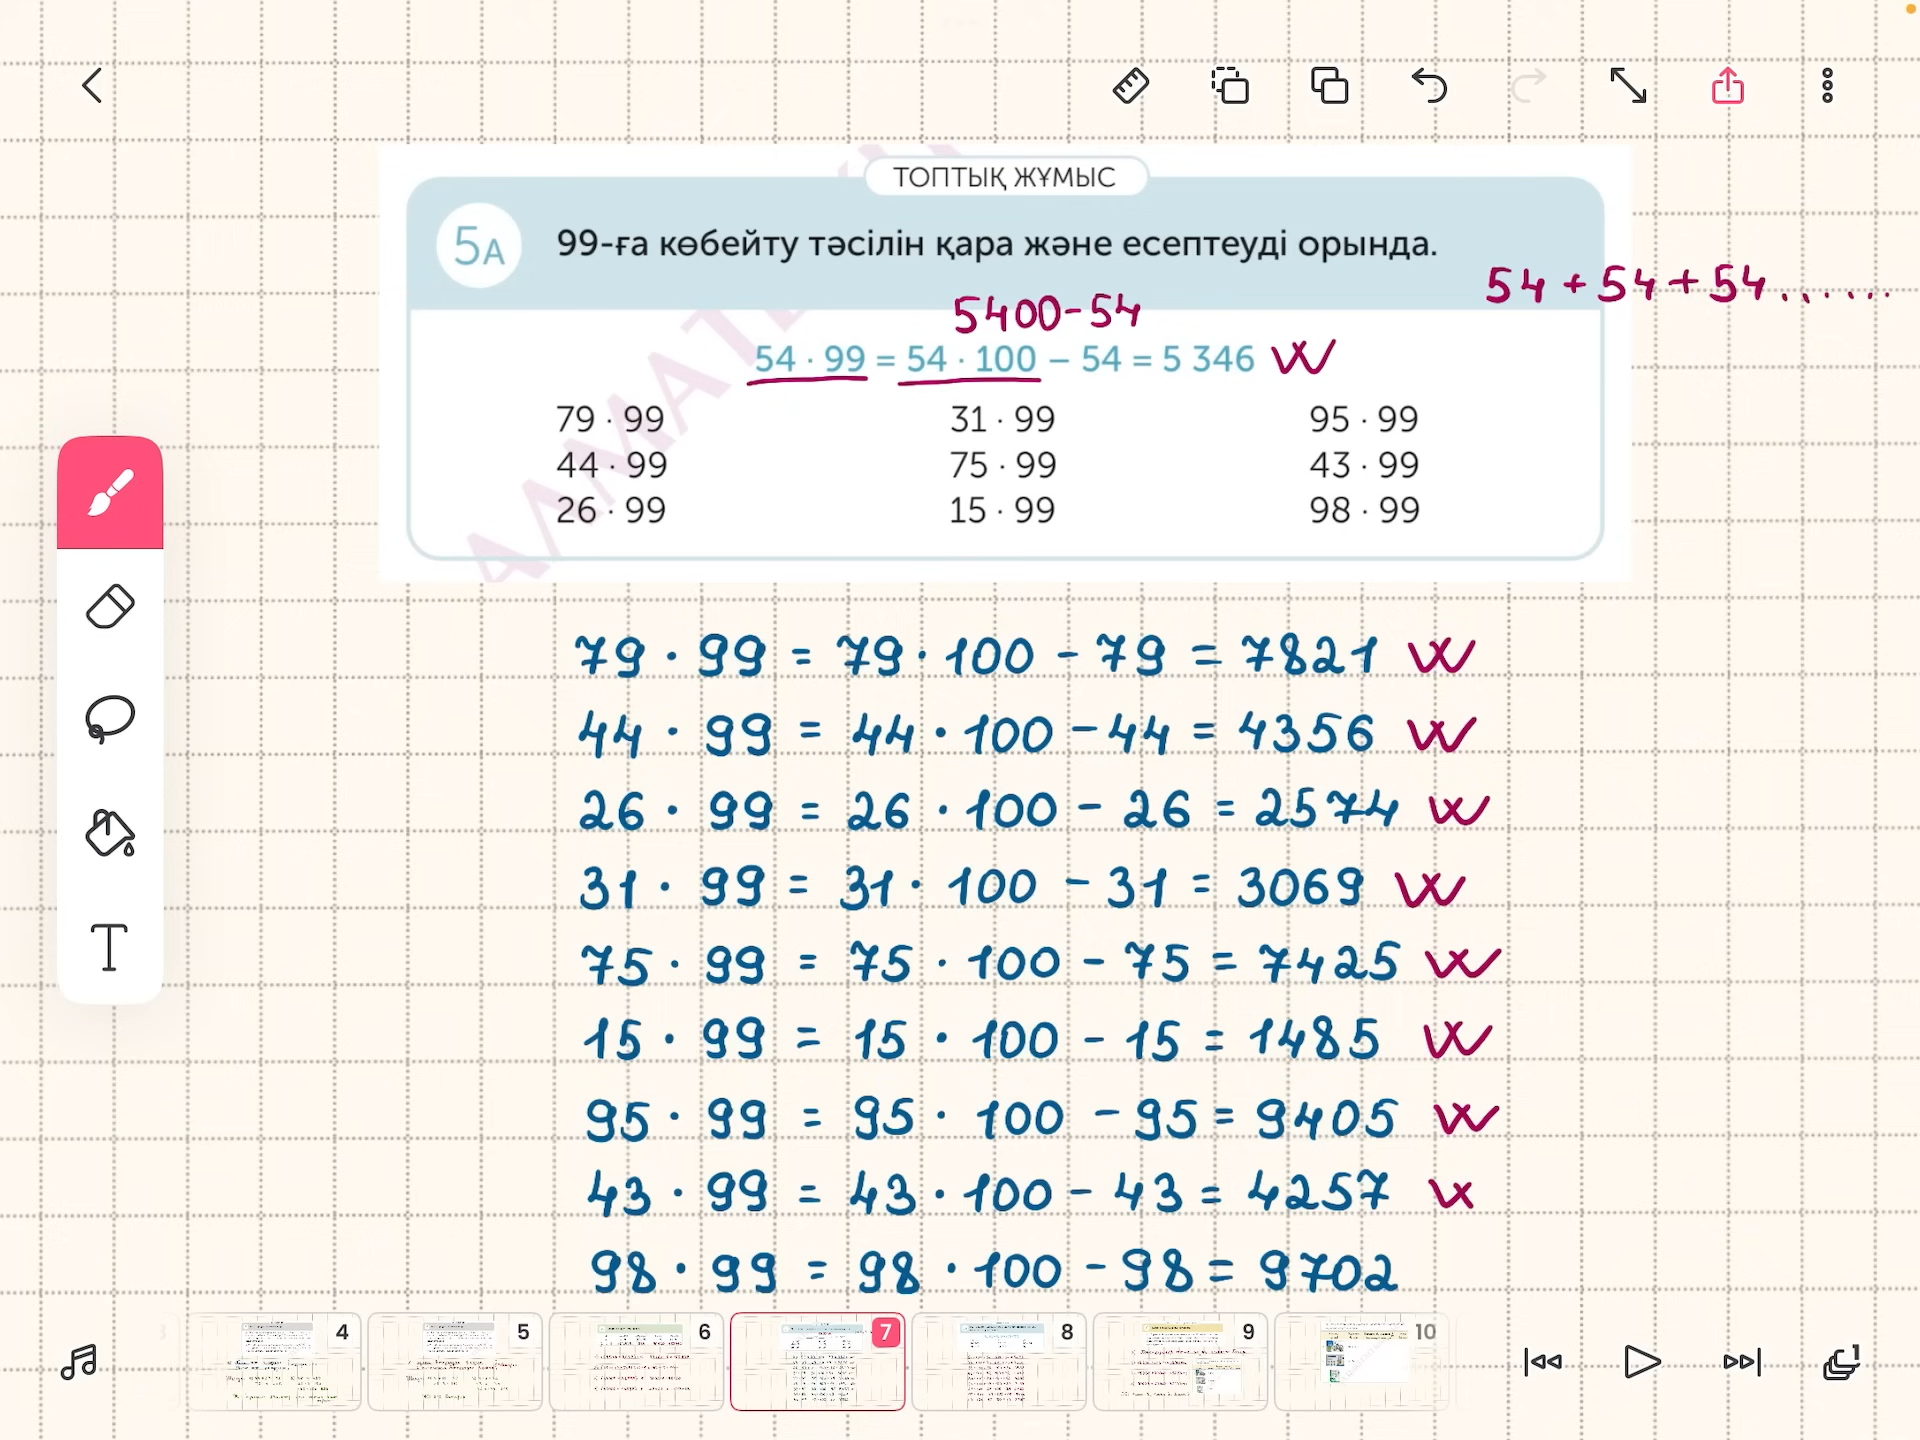 ТОПТЫҚ ЖҰМЫС
5А 99-ға көбейту тәсілін қара және есептеуді орында.
54 + 54 + 54......
5400-54
54 · 99 = 54 · 100 – 54 = 5 346
79 · 99 31 · 99 95 · 99
44 · 99 75 · 99 43 · 99
26 · 99 15 · 99 98 · 99
79 · 99 = 79 · 100 - 79 = 7821
44 · 99 = 44 · 100 - 44 = 4356
26 · 99 = 26 · 100 - 26 = 2574
31 · 99 = 31 · 100 - 31 = 3069
75 · 99 = 75 · 100 - 75 = 7425
15 · 99 = 15 · 100 - 15 = 1485
95 · 99 = 95 · 100 - 95 = 9405
43 · 99 = 43 · 100 - 43 = 4257
98 · 99 = 98 · 100 - 98 = 9702
4 5 6 7 8 9 10
1